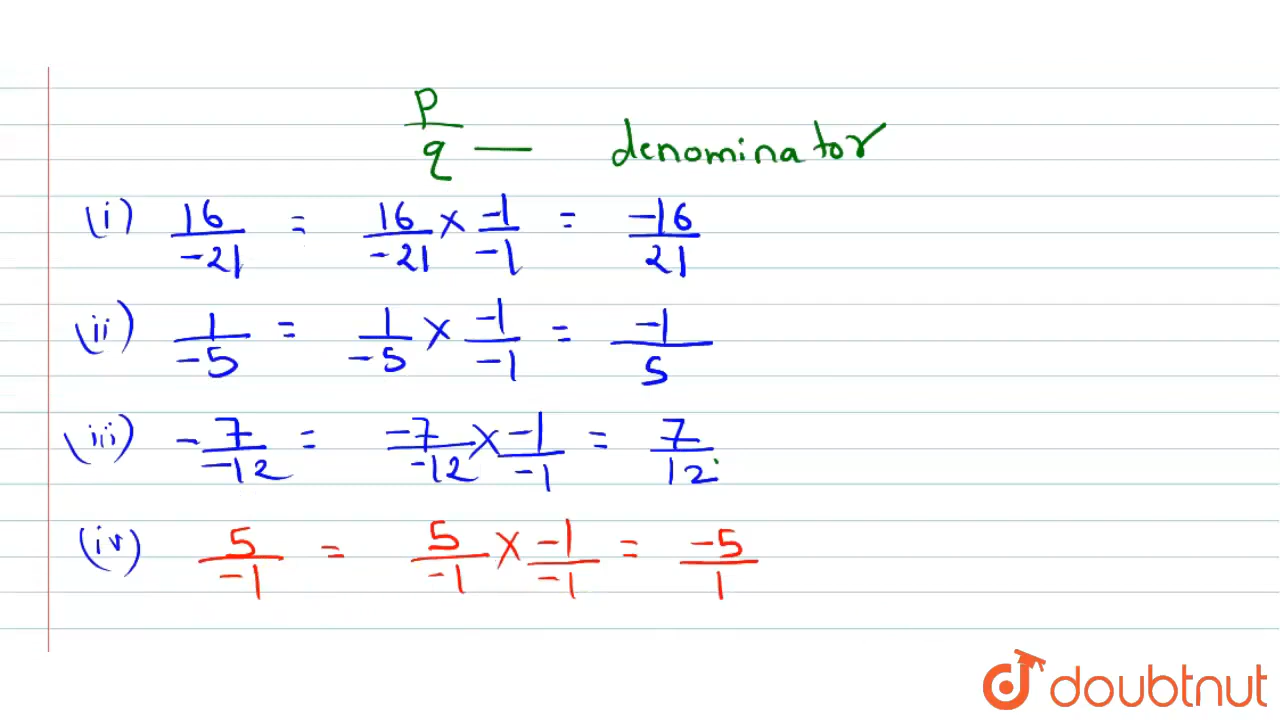 p/q — denominator
(i) 16/-21 = 16/-21 × -1/-1 = -16/21
(ii) 1/-5 = 1/-5 × -1/-1 = -1/5
(iii) -7/-12 = -7/-12 × -1/-1 = 7/12
(iv) 5/-1 = 5/-1 × -1/-1 = -5/1
doubtnut